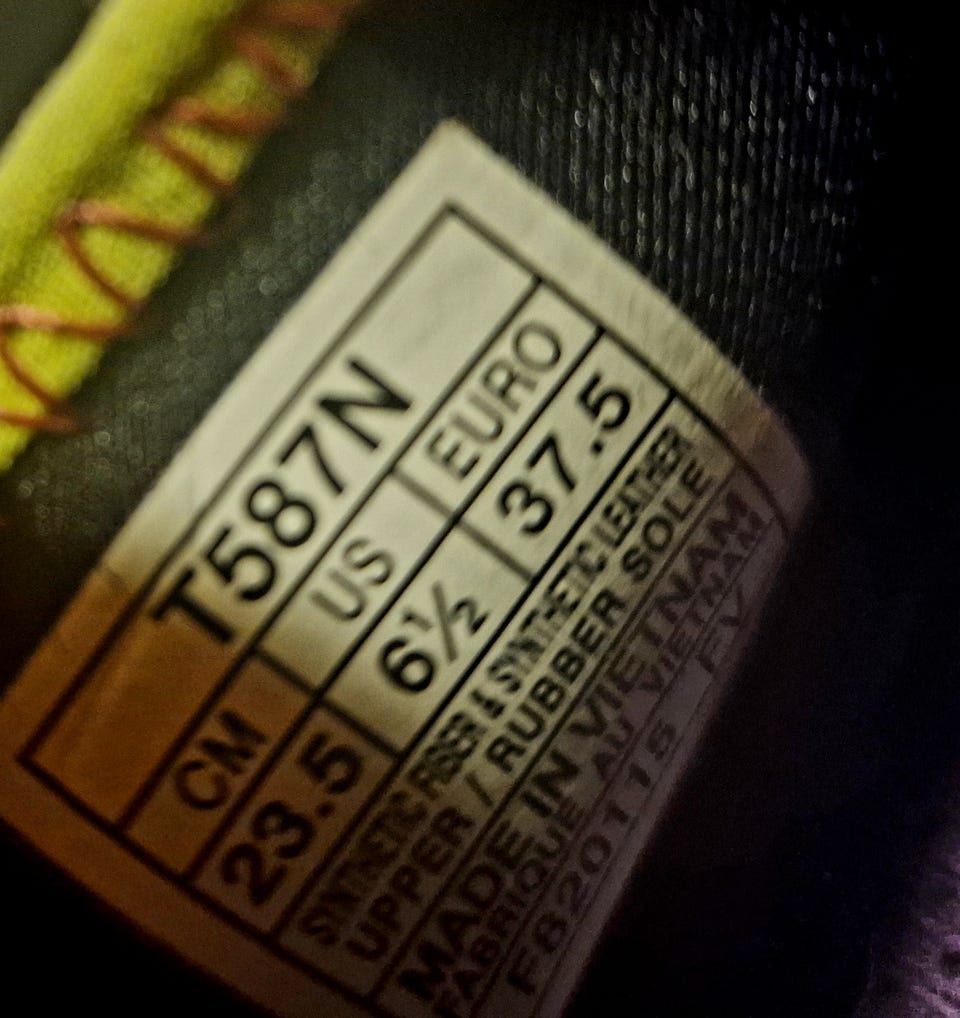 T587N
CM US EURO
23.5 6½ 37.5
SYNTHETIC FIBER & SYNTHETIC LEATHER
UPPER / RUBBER SOLE
MADE IN VIETNAM
FABRIQUE AU VIETNAM
FV